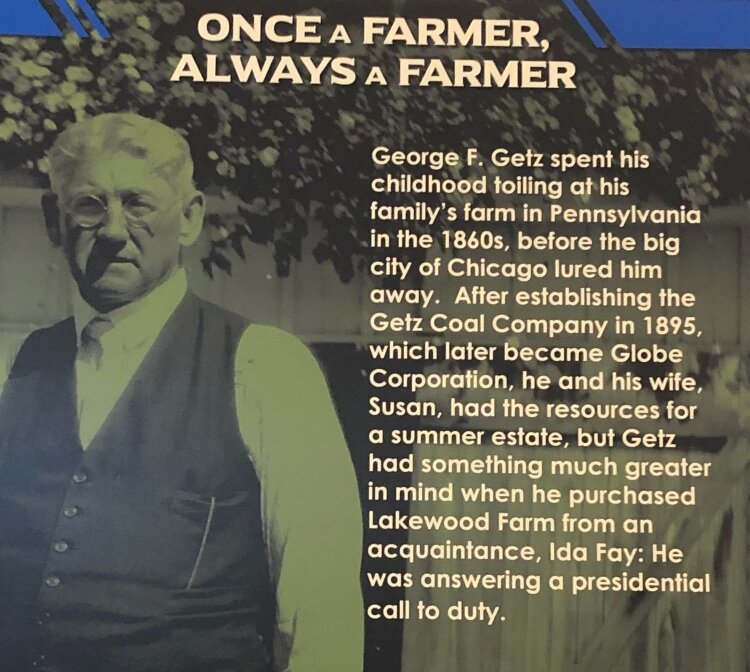 ONCE A FARMER,
ALWAYS A FARMER
George F. Getz spent his
childhood toiling at his
family's farm in Pennsylvania
in the 1860s, before the big
city of Chicago lured him
away.  After establishing the
Getz Coal Company in 1895,
which later became Globe
Corporation, he and his wife,
Susan, had the resources for
a summer estate, but Getz
had something much greater
in mind when he purchased
Lakewood Farm from an
acquaintance, Ida Fay: He
was answering a presidential
call to duty.